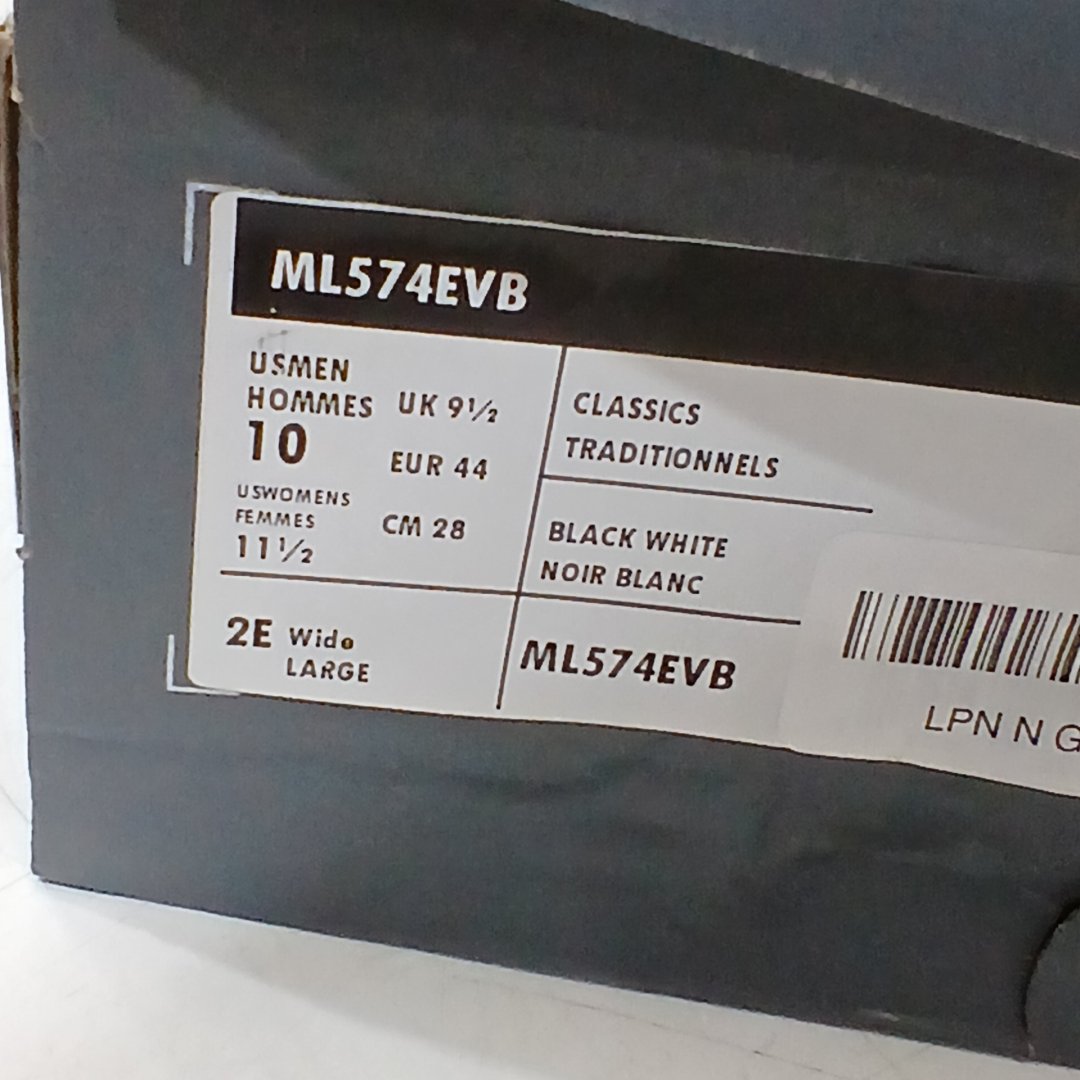 ML574EVB
USMEN
HOMMES
10
USWOMENS
FEMMES
11½
UK 9½
EUR 44
CM 28
2E Wide
LARGE
CLASSICS
TRADITIONNELS
BLACK WHITE
NOIR BLANC
ML574EVB
LPN N G